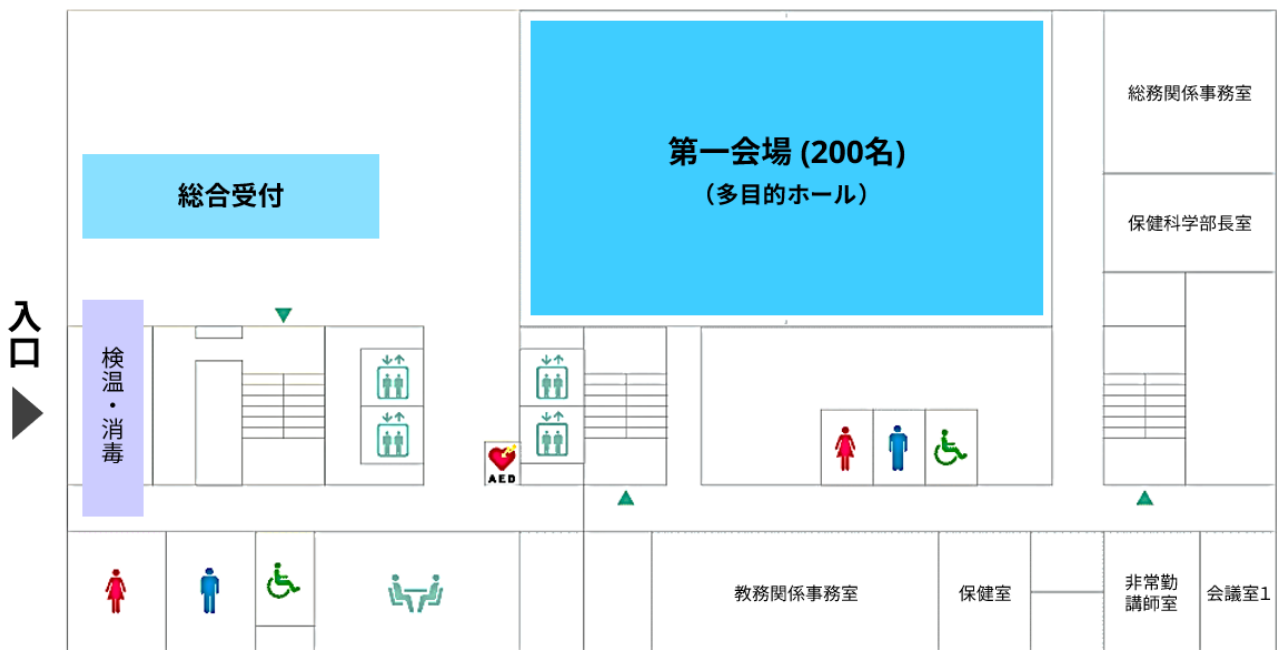 第一会場 (200名)
（多目的ホール）
総務関係事務室
総合受付
保健科学部長室
入口
検温・消毒
AED
教務関係事務室
保健室
非常勤
講師室
会議室1